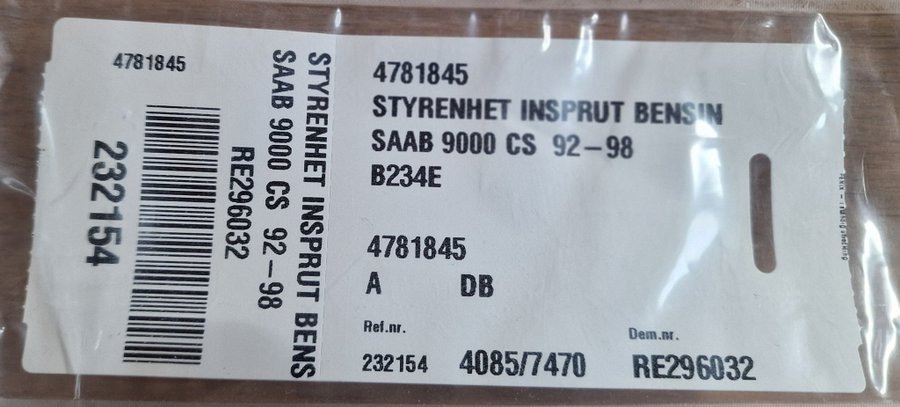 4781845
232154
STYRENHET INSPRUT BENS
SAAB 9000 CS 92-98
RE296032
4781845
STYRENHET INSPRUT BENSIN
SAAB 9000 CS 92-98
B234E
4781845
A DB
Ref.nr.
Dem.nr.
232154 4085/7470 RE296032